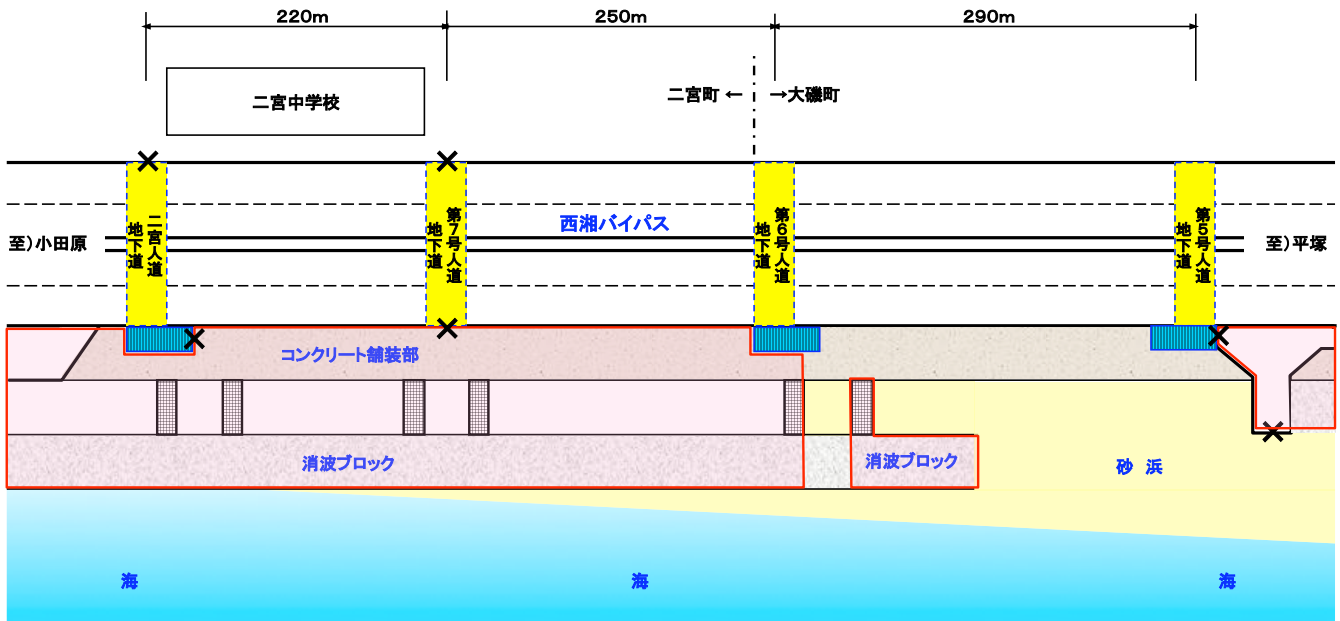 220m
250m
290m
二宮中学校
二宮町 ← →大磯町
二宮人道
地下道
第7号人道
地下道
西湘バイパス
第6号人道
地下道
第5号人道
地下道
至)小田原
至)平塚
コンクリート舗装部
消波ブロック
消波ブロック
砂 浜
海
海
海